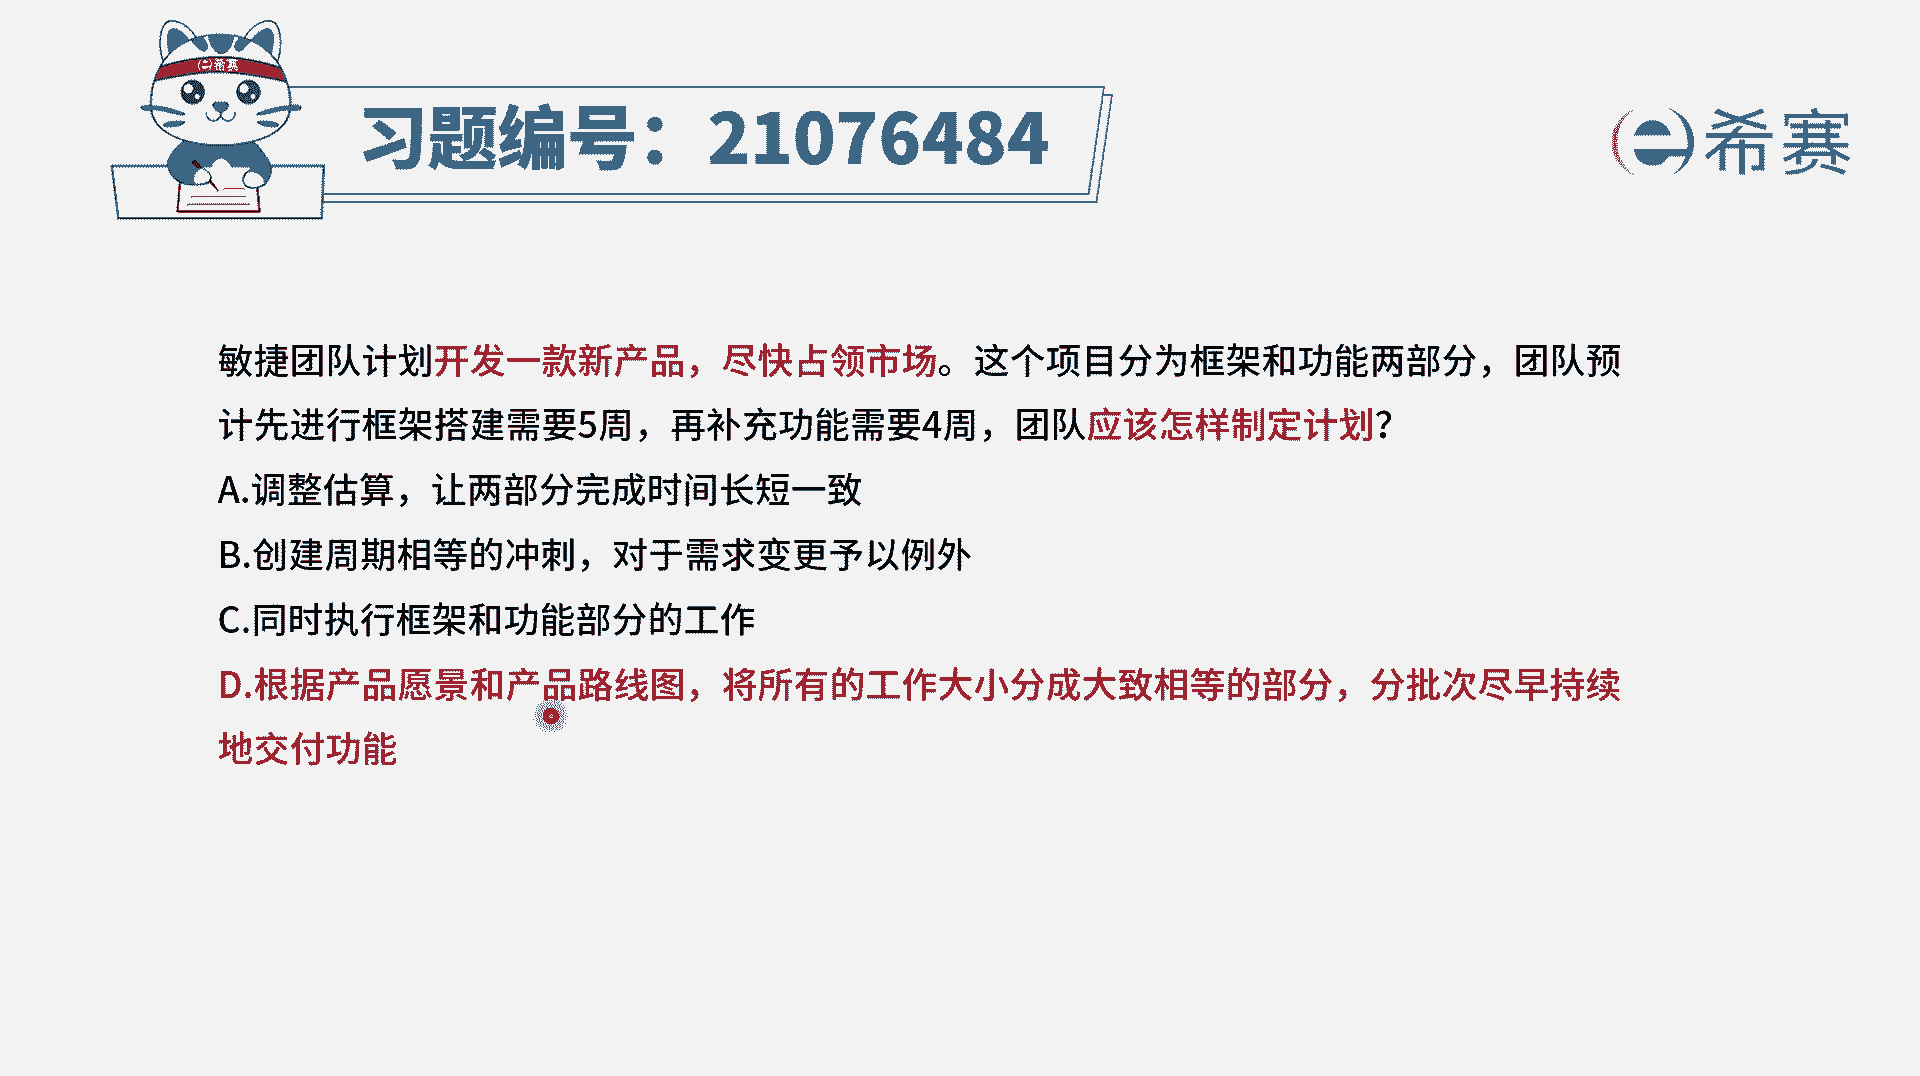 e希赛
习题编号：21076484
e希赛
敏捷团队计划开发一款新产品，尽快占领市场。这个项目分为框架和功能两部分，团队预
计先进行框架搭建需要5周，再补充功能需要4周，团队应该怎样制定计划？
A.调整估算，让两部分完成时间长短一致
B.创建周期相等的冲刺，对于需求变更予以例外
C.同时执行框架和功能部分的工作
D.根据产品愿景和产品路线图，将所有的工作大小分成大致相等的部分，分批次尽早持续
地交付功能